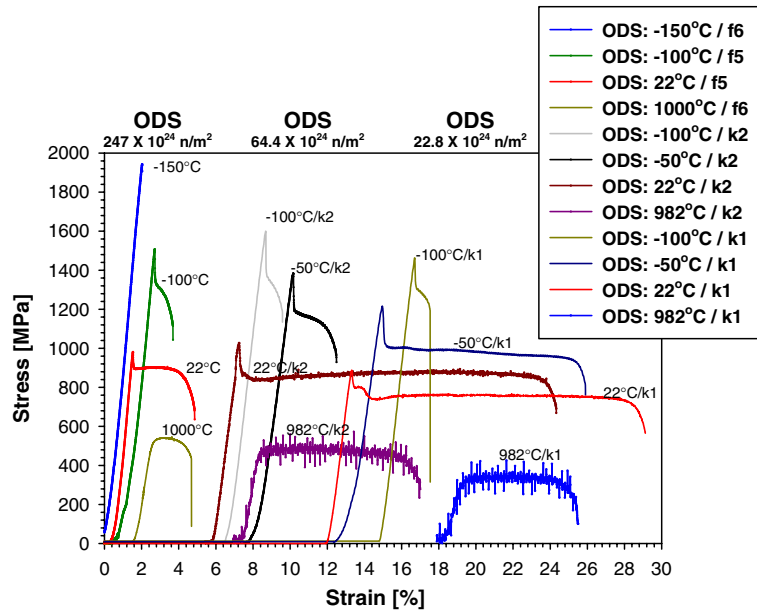 ODS: -150°C / f6
ODS: -100°C / f5
ODS: 22°C / f5
ODS: 1000°C / f6
ODS: -100°C / k2
ODS: -50°C / k2
ODS: 22°C / k2
ODS: 982°C / k2
ODS: -100°C / k1
ODS: -50°C / k1
ODS: 22°C / k1
ODS: 982°C / k1
ODS ODS ODS
247 X 10²⁴ n/m² 64.4 X 10²⁴ n/m² 22.8 X 10²⁴ n/m²
2000
1800
1600
1400
1200
1000
800
600
400
200
0
Stress [MPa]
-150°C
-100°C/k2
-100°C/k1
-50°C/k2
-100°C
-50°C/k1
22°C
22°C/k2
22°C/k1
1000°C
982°C/k2
982°C/k1
0 2 4 6 8 10 12 14 16 18 20 22 24 26 28 30
Strain [%]